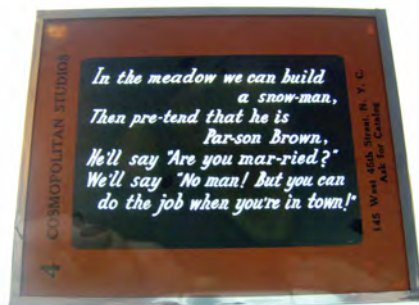 In the meadow we can build
a snow-man,
Then pre-tend that he is
Par-son Brown,
He'll say "Are you mar-ried?"
We'll say "No man! But you can
do the job when you're in town!"
4 COSMOPOLITAN STUDIOS
145 West 45th Street, N. Y. C.
Ask for Catalog